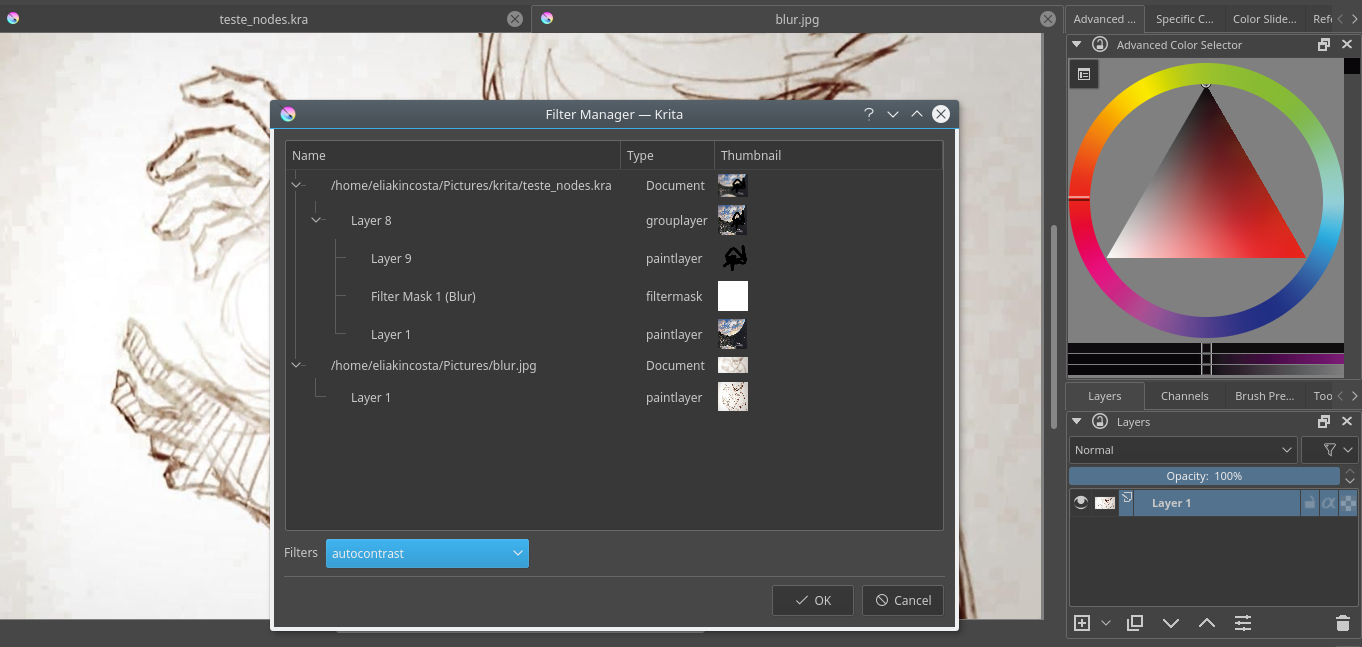 teste_nodes.kra
blur.jpg
Advanced ...
Specific C...
Color Slide...
Refe
Advanced Color Selector
Filter Manager — Krita
Name Type Thumbnail
/home/eliakincosta/Pictures/krita/teste_nodes.kra Document
Layer 8 grouplayer
Layer 9 paintlayer
Filter Mask 1 (Blur) filtermask
Layer 1 paintlayer
/home/eliakincosta/Pictures/blur.jpg Document
Layer 1 paintlayer
Filters autocontrast
OK Cancel
Layers Channels Brush Pre... Too
Layers
Normal
Opacity: 100%
Layer 1